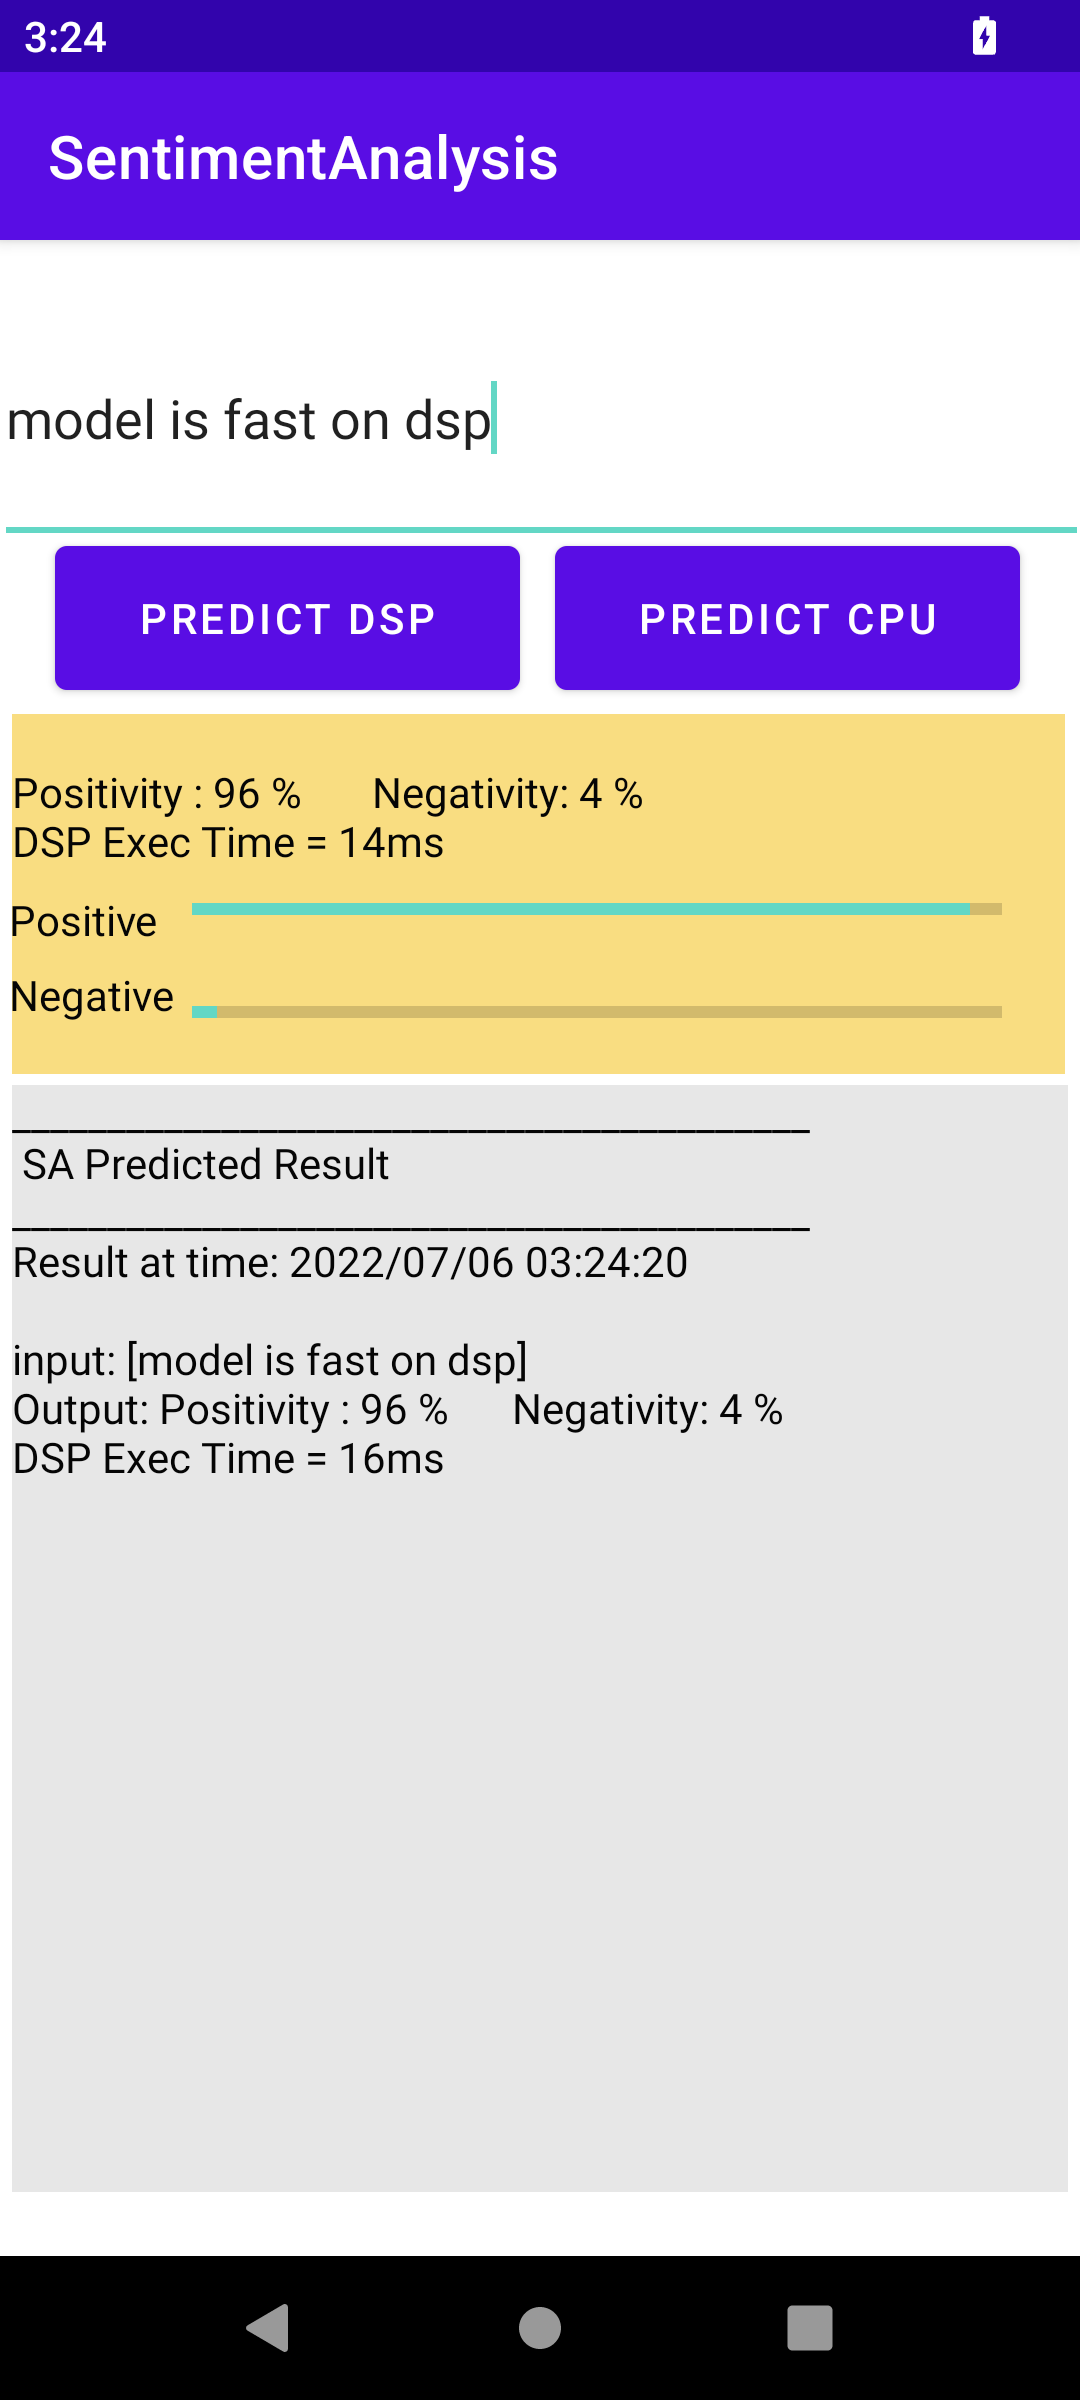 3:24
SentimentAnalysis
model is fast on dsp
PREDICT DSP PREDICT CPU
Positivity : 96 % Negativity: 4 %
DSP Exec Time = 14ms
Positive
Negative
______________________________________
SA Predicted Result
______________________________________
Result at time: 2022/07/06 03:24:20
input: [model is fast on dsp]
Output: Positivity : 96 % Negativity: 4 %
DSP Exec Time = 16ms